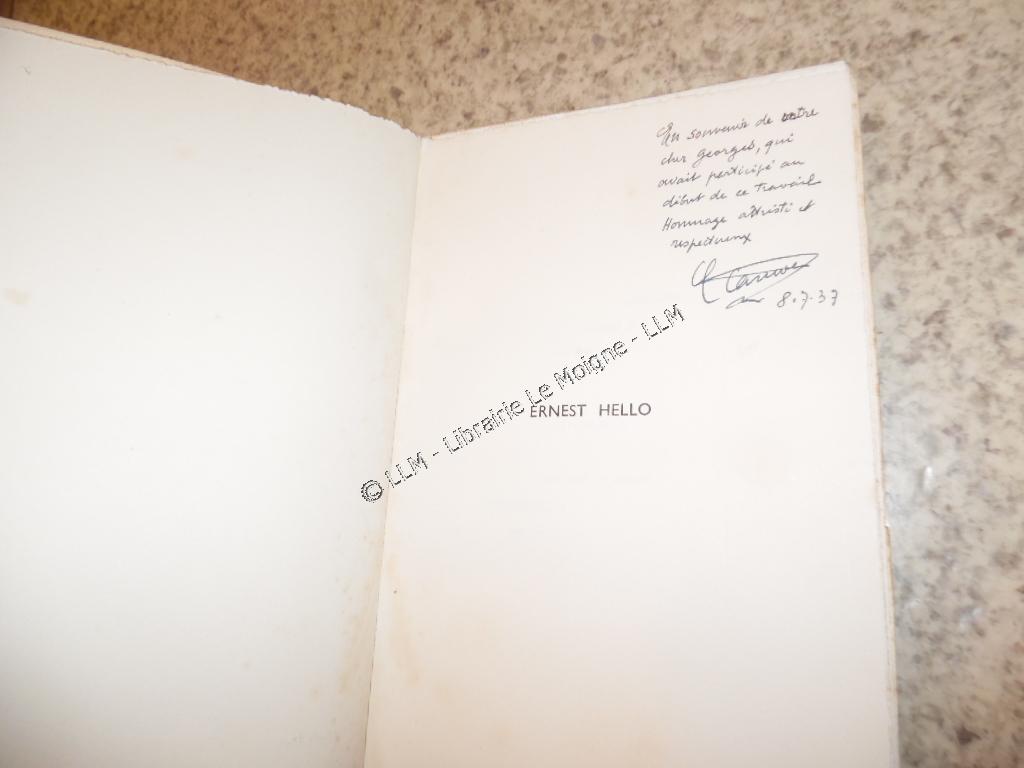 En souvenir de votre
cher Georges, qui
avait participé au
début de ce travail
Hommage attristé et
respectueux
8.7.37
ERNEST HELLO
© LLM - Librairie Le Moigne - LLM